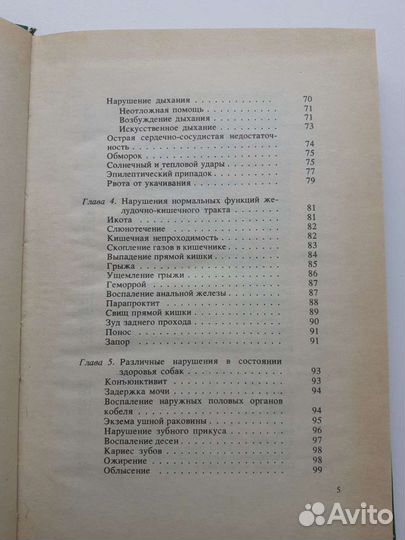 Нарушение дыхания . . . . . . . . . . . 70
Неотложная помощь . . . . . . . . . 71
Возбуждение дыхания . . . . . . . . 71
Искусственное дыхание . . . . . . . 73
Острая сердечно-сосудистая недостаточ-
ность . . . . . . . . . . . . . . . . 74
Обморок . . . . . . . . . . . . . . . 75
Солнечный и тепловой удары . . . . . . 75
Эпилептический припадок . . . . . . . 77
Рвота от укачивания . . . . . . . . . 79
Глава 4. Нарушения нормальных функций же-
лудочно-кишечного тракта . . . . . . 81
Икота . . . . . . . . . . . . . . . . 81
Слюнотечение . . . . . . . . . . . . 82
Кишечная непроходимость . . . . . . . 82
Скопление газов в кишечнике . . . . . 83
Выпадение прямой кишки . . . . . . . 84
Грыжа . . . . . . . . . . . . . . . . 85
Ущемление грыжи . . . . . . . . . . . 86
Геморрой . . . . . . . . . . . . . . 87
Воспаление анальной железы . . . . . . 87
Парапроктит . . . . . . . . . . . . . 88
Свищ прямой кишки . . . . . . . . . . 89
Зуд заднего прохода . . . . . . . . . 90
Понос . . . . . . . . . . . . . . . . 91
Запор . . . . . . . . . . . . . . . . 91
Глава 5. Различные нарушения в состоянии
здоровья собак . . . . . . . . . . . 93
Конъюнктивит . . . . . . . . . . . . 93
Задержка мочи . . . . . . . . . . . . 94
Воспаление наружных половых органов
кобеля . . . . . . . . . . . . . . . 94
Экзема ушной раковины . . . . . . . . 95
Нарушение зубного прикуса . . . . . . 96
Воспаление десен . . . . . . . . . . 97
Кариес зубов . . . . . . . . . . . . 98
Ожирение . . . . . . . . . . . . . . 98
Облысение . . . . . . . . . . . . . . 99
5
Avito